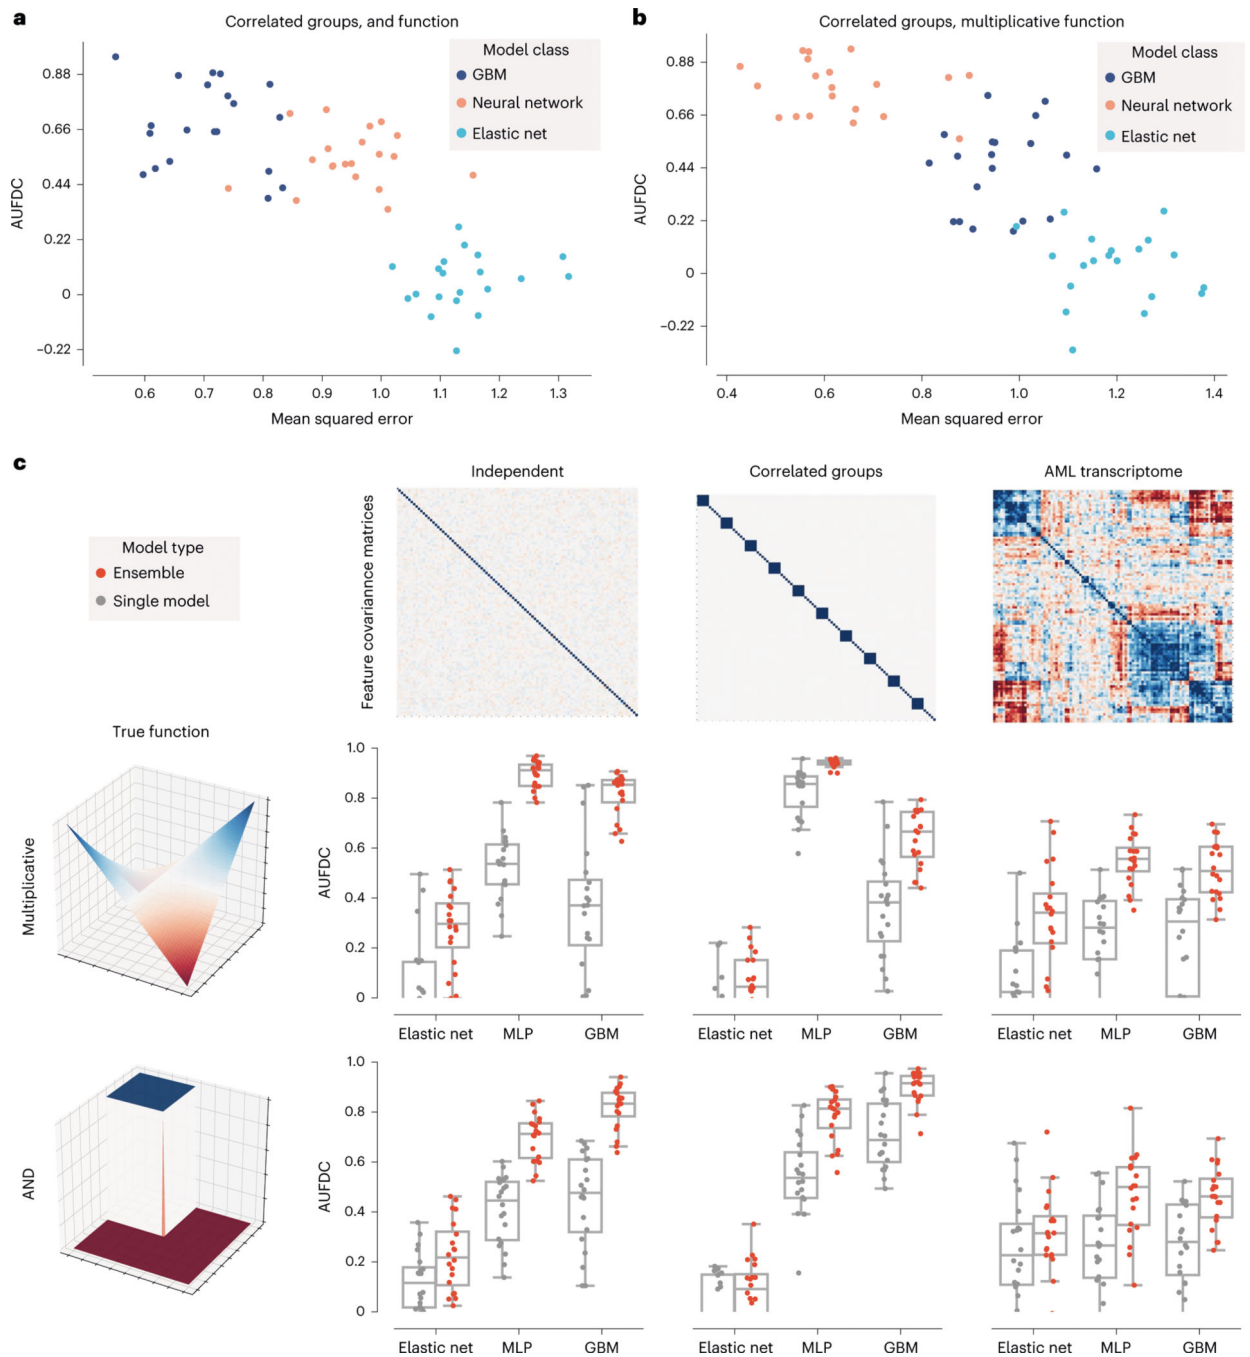 a
Correlated groups, and function
AUFDC
0.88
0.66
0.44
0.22
0
−0.22
0.6
0.7
0.8
0.9
1.0
1.1
1.2
1.3
Mean squared error
Model class
GBM
Neural network
Elastic net
b
Correlated groups, multiplicative function
AUFDC
0.88
0.66
0.44
0.22
0
−0.22
0.4
0.6
0.8
1.0
1.2
1.4
Mean squared error
Model class
GBM
Neural network
Elastic net
c
Model type
Ensemble
Single model
Feature covariance matrices
Independent
Correlated groups
AML transcriptome
True function
Multiplicative
AUFDC
1.0
0.8
0.6
0.4
0.2
0
Elastic net
MLP
GBM
AUFDC
Elastic net
MLP
GBM
Elastic net
MLP
GBM
AND
AUFDC
1.0
0.8
0.6
0.4
0.2
0
Elastic net
MLP
GBM
AUFDC
Elastic net
MLP
GBM
Elastic net
MLP
GBM